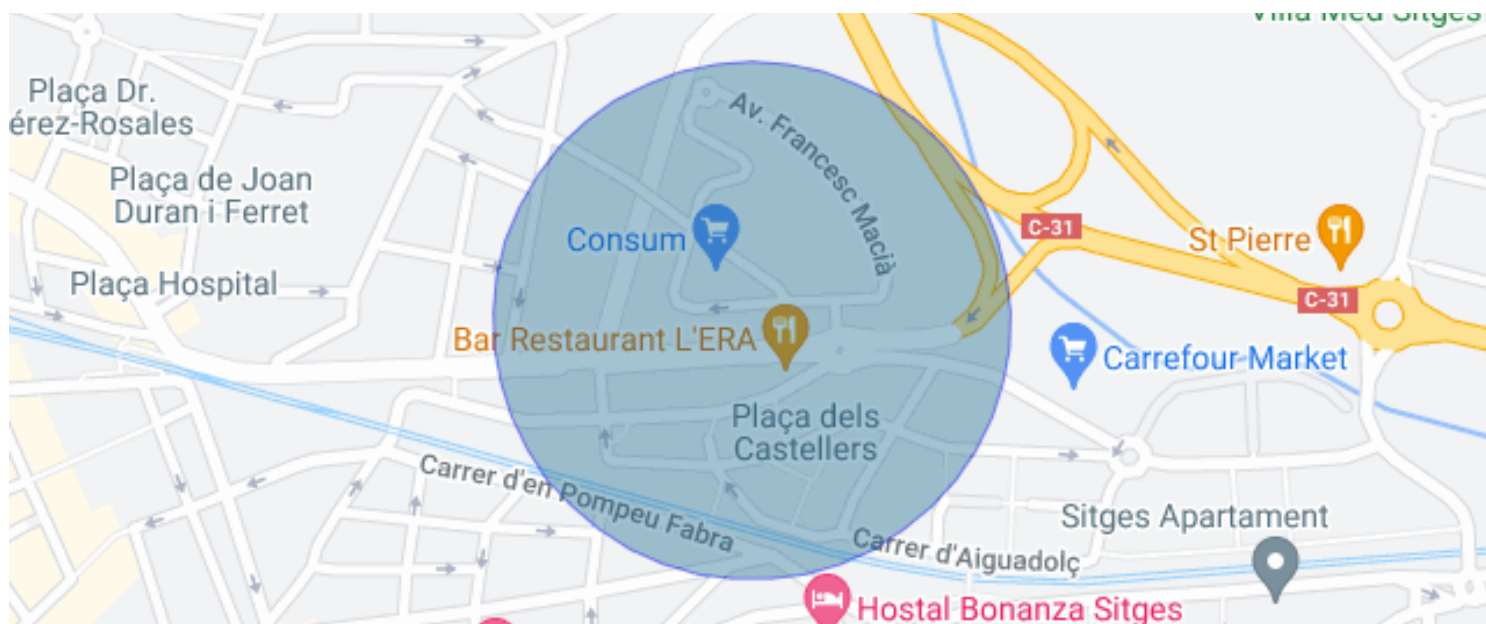 Villa Med Sitges
Plaça Dr.
érez-Rosales
Av. Francesc Macià
Plaça de Joan
Duran i Ferret
Consum
C-31
St Pierre
Plaça Hospital
C-31
Bar Restaurant L'ERA
Carrefour Market
Plaça dels
Castellers
Carrer d'en Pompeu Fabra
Sitges Apartament
Carrer d'Aiguadolç
Hostal Bonanza Sitges